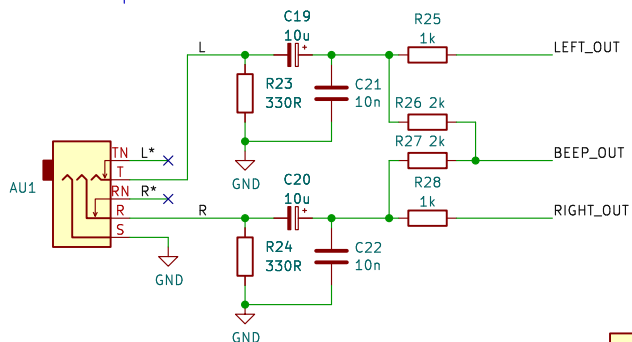 C19
10u
+
R25
1k
L
LEFT_OUT
R23
330R
C21
10n
R26 2k
R27 2k
TN
L*
T
GND
BEEP_OUT
AU1
RN
R*
C20
10u
+
R28
1k
R
R
RIGHT_OUT
S
R24
330R
C22
10n
GND
GND